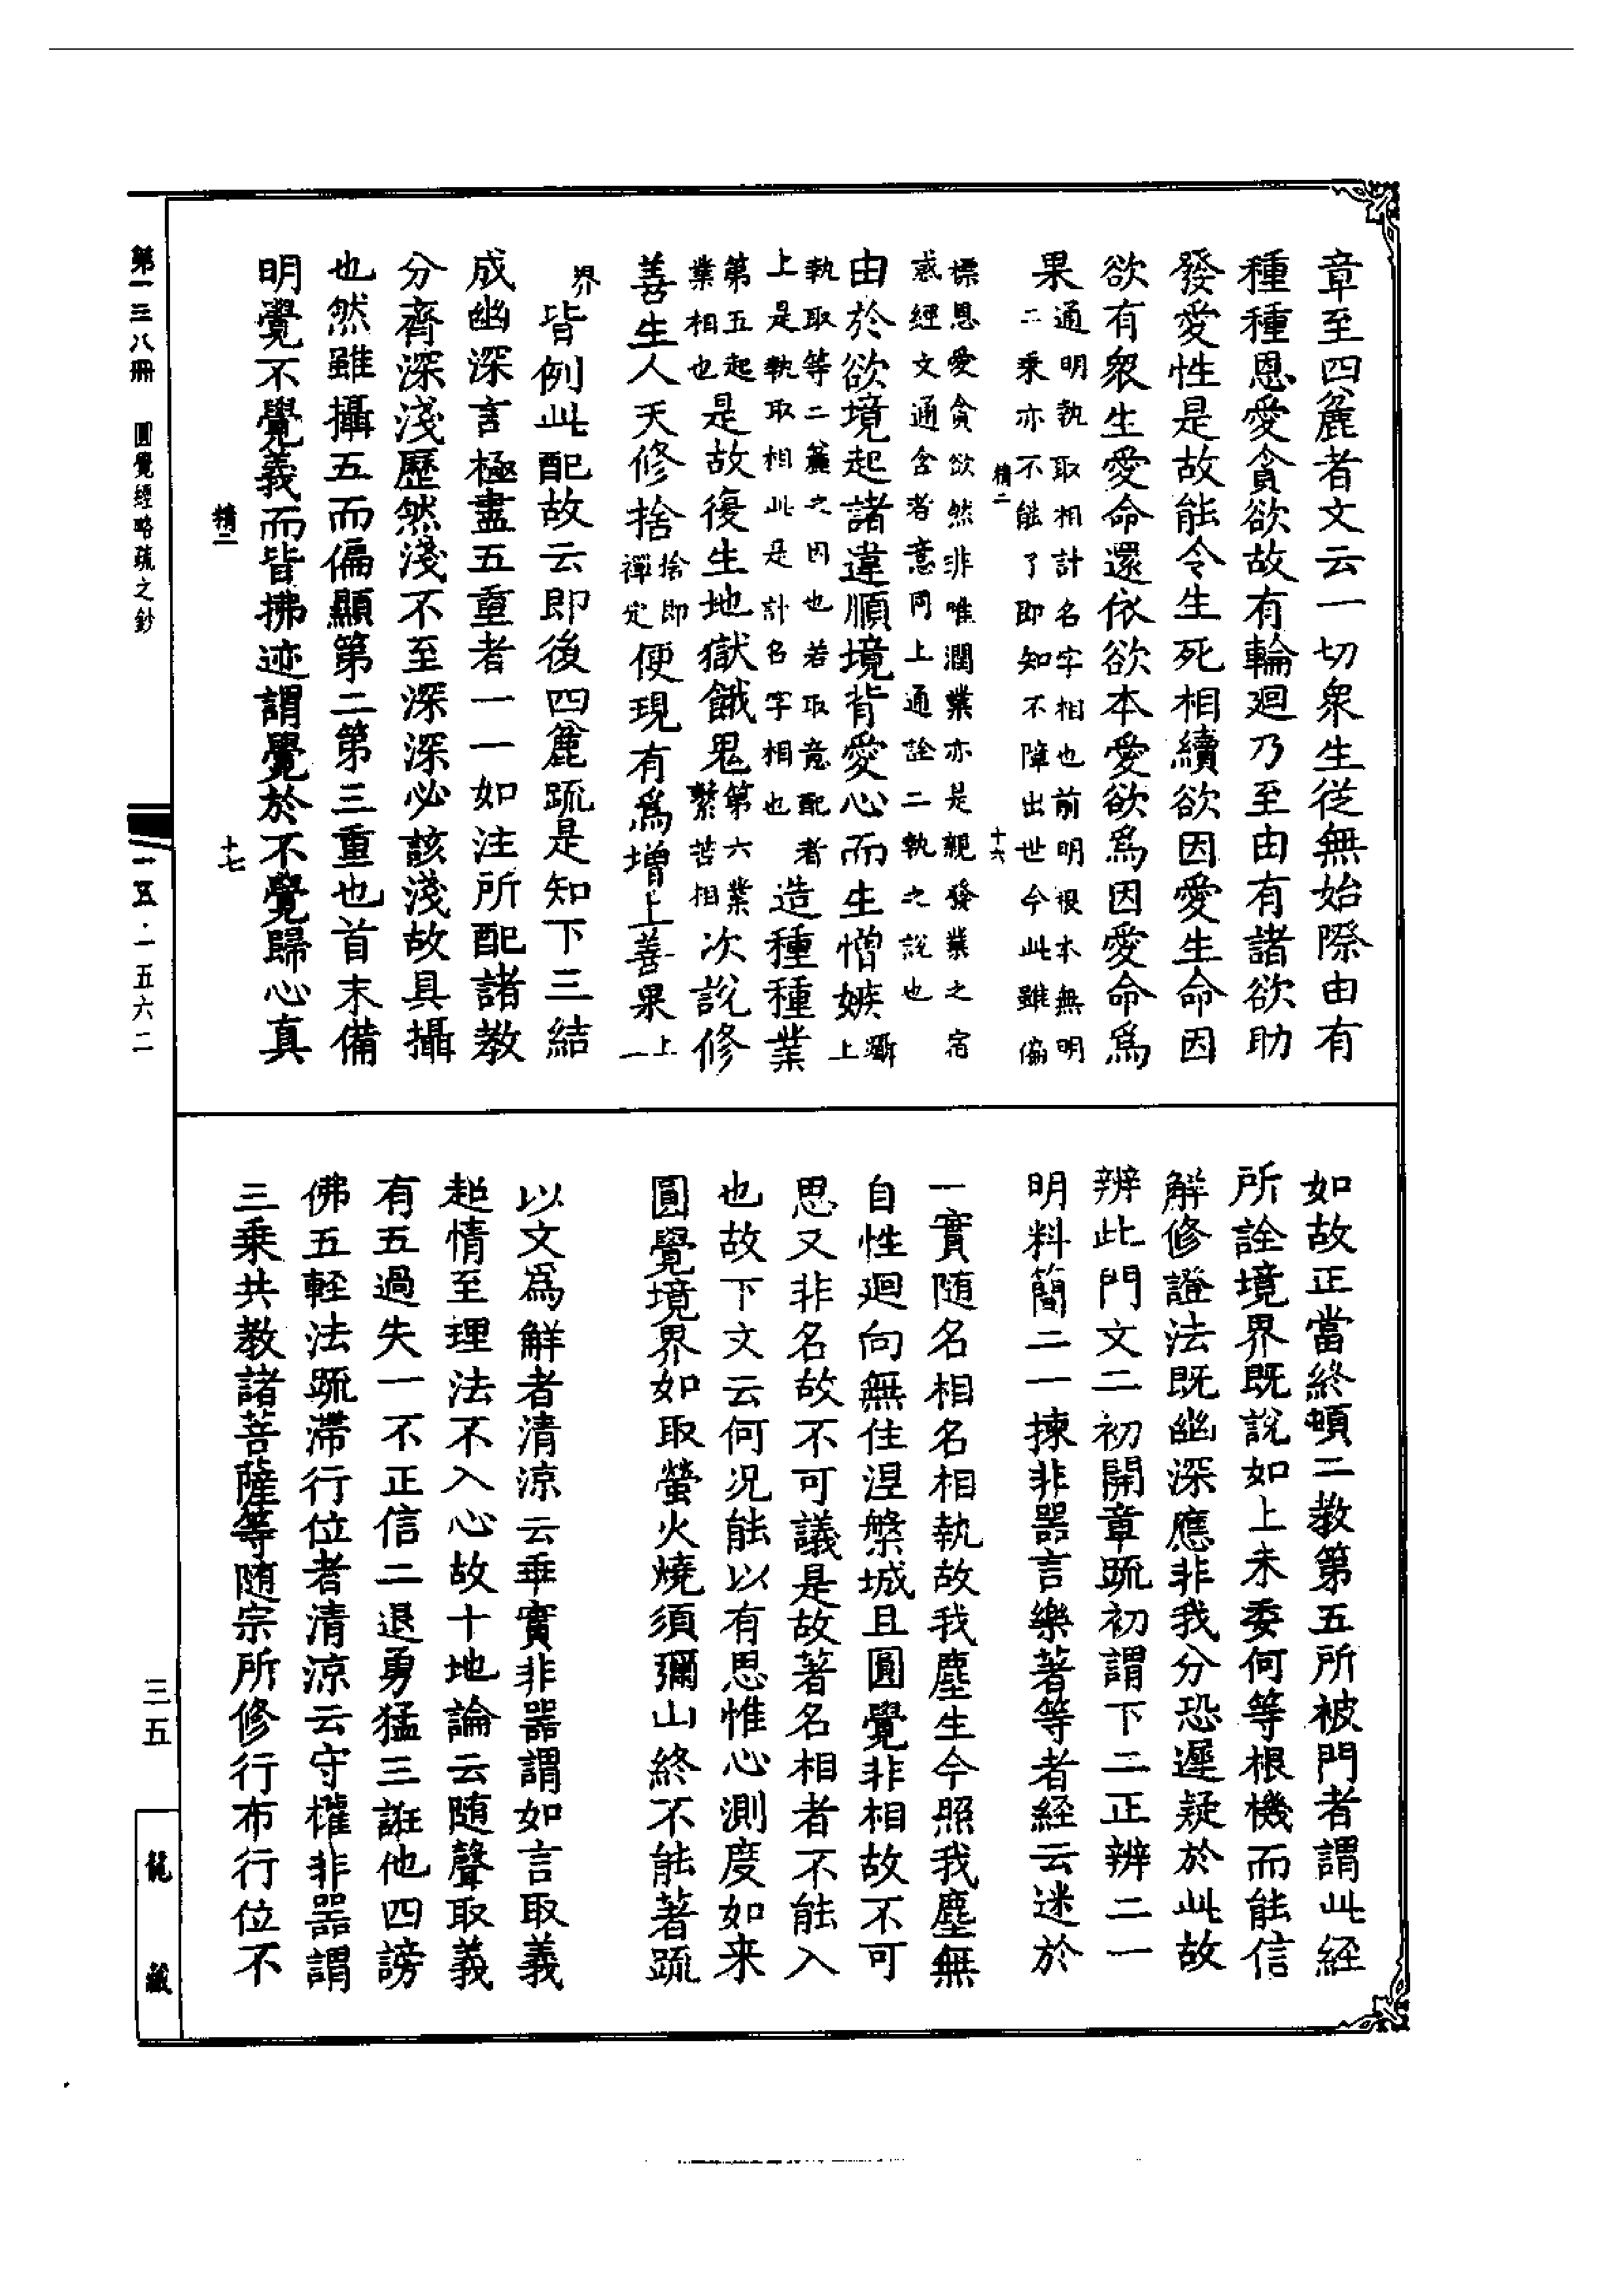 章至四麄者文云一切衆生從無始際由有
種種恩愛貪欲故有輪迴乃至由有諸欲助
發愛性是故能令生死相續欲因愛生命因
欲有衆生愛命還依欲本愛欲爲因愛命爲
果通明執取相計名字相也前明根本無明
二乘亦不能了即知不障出世今此雖偏
精二 十六
標恩愛貪欲然非唯潤業亦是親發業之宿
惑經文通含者意同上通詮二執之說也
由於欲境起諸違順境背愛心而生憎嫉躡上
執取等二麄之因也若取意配者
上是執取相此是計名字相也
造種種業
第五起
業相也
是故復生地獄餓鬼
第六業
繫苦相
次說修
善生人天修捨
捨即
禪定
便現有爲增上善果
上一
界
皆例此配故云即後四麄䟽是知下三結
成幽深言極盡五重者一一如注所配諸教
分齊深淺歷然淺不至深深必該淺故具攝
也然雖攝五而偏顯第二第三重也首末備
明覺不覺義而皆拂迹謂覺於不覺歸心真
精二 十七
如故正當終頓二教第五所被門者謂此経
所詮境界既說如上未委何等根機而能信
解修證法既幽深應非我分恐遲疑於此故
辨此門文二初開章䟽初謂下二正辨二一
明料簡二一揀非器言樂著等者経云迷於
一實随名相名相執故我塵生今照我塵無
自性迴向無住涅槃城且圓覺非相故不可
思又非名故不可議是故著名相者不能入
也故下文云何况能以有思惟心測度如来
圓覺境界如取螢火燒須彌山終不能著䟽
以文爲解者清涼云乖實非器謂如言取義
起情至理法不入心故十地論云随聲取義
有五過失一不正信二退勇猛三誑他四謗
佛五輕法䟽滯行位者清涼云守權非器謂
三乘共教諸菩薩等随宗所修行布行位不
第一三八冊 圓覺經略疏之鈔
一五·一五六二
三五
龍藏